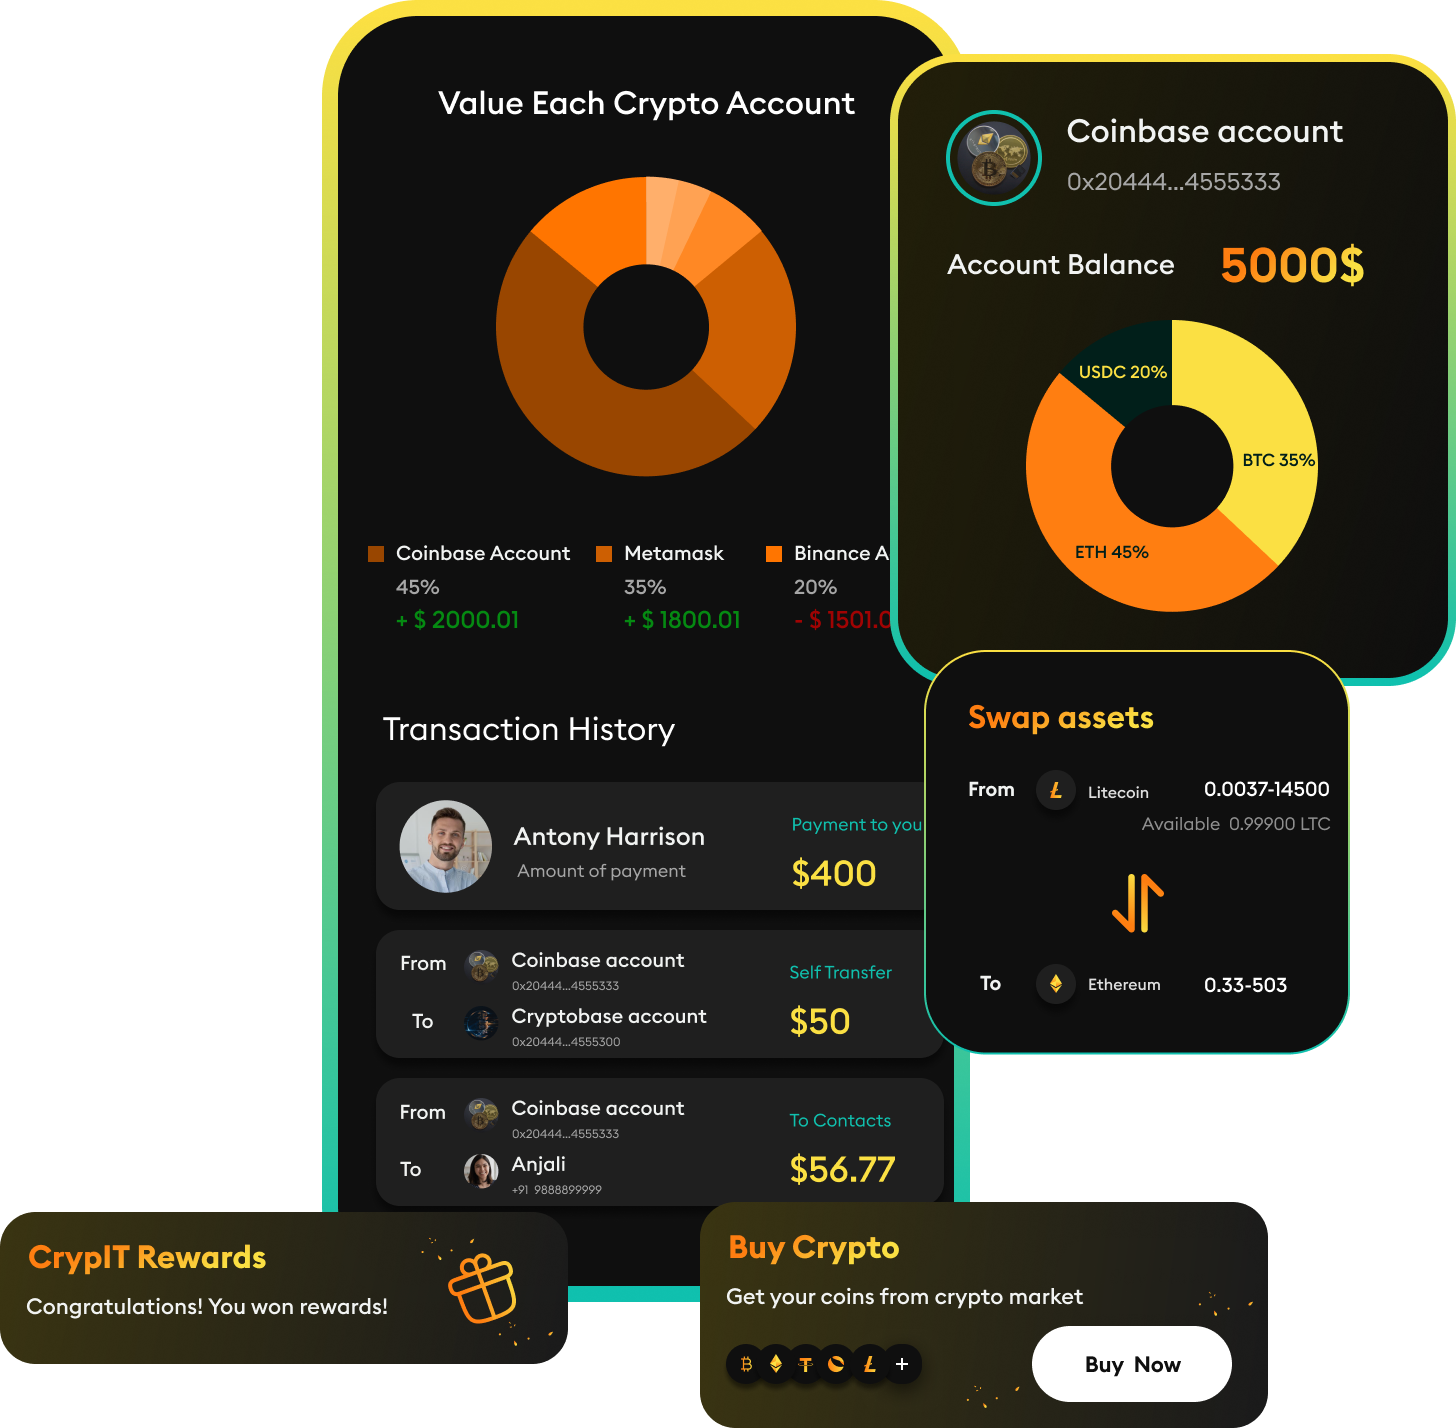 Value Each Crypto Account
Coinbase Account
45%
+ $ 2000.01
Metamask
35%
+ $ 1800.01
Binance A
20%
- $ 1501.0
Transaction History
Antony Harrison
Amount of payment
Payment to you
$400
From
Coinbase account
0x20444...4555333
To
Cryptobase account
0x20444...4555300
Self Transfer
$50
From
Coinbase account
0x20444...4555333
To
Anjali
+91 9888899999
To Contacts
$56.77
Coinbase account
0x20444...4555333
Account Balance
5000$
USDC 20%
BTC 35%
ETH 45%
Swap assets
From
Litecoin
0.0037-14500
Available 0.99900 LTC
To
Ethereum
0.33-503
CrypIT Rewards
Congratulations! You won rewards!
Buy Crypto
Get your coins from crypto market
Buy Now